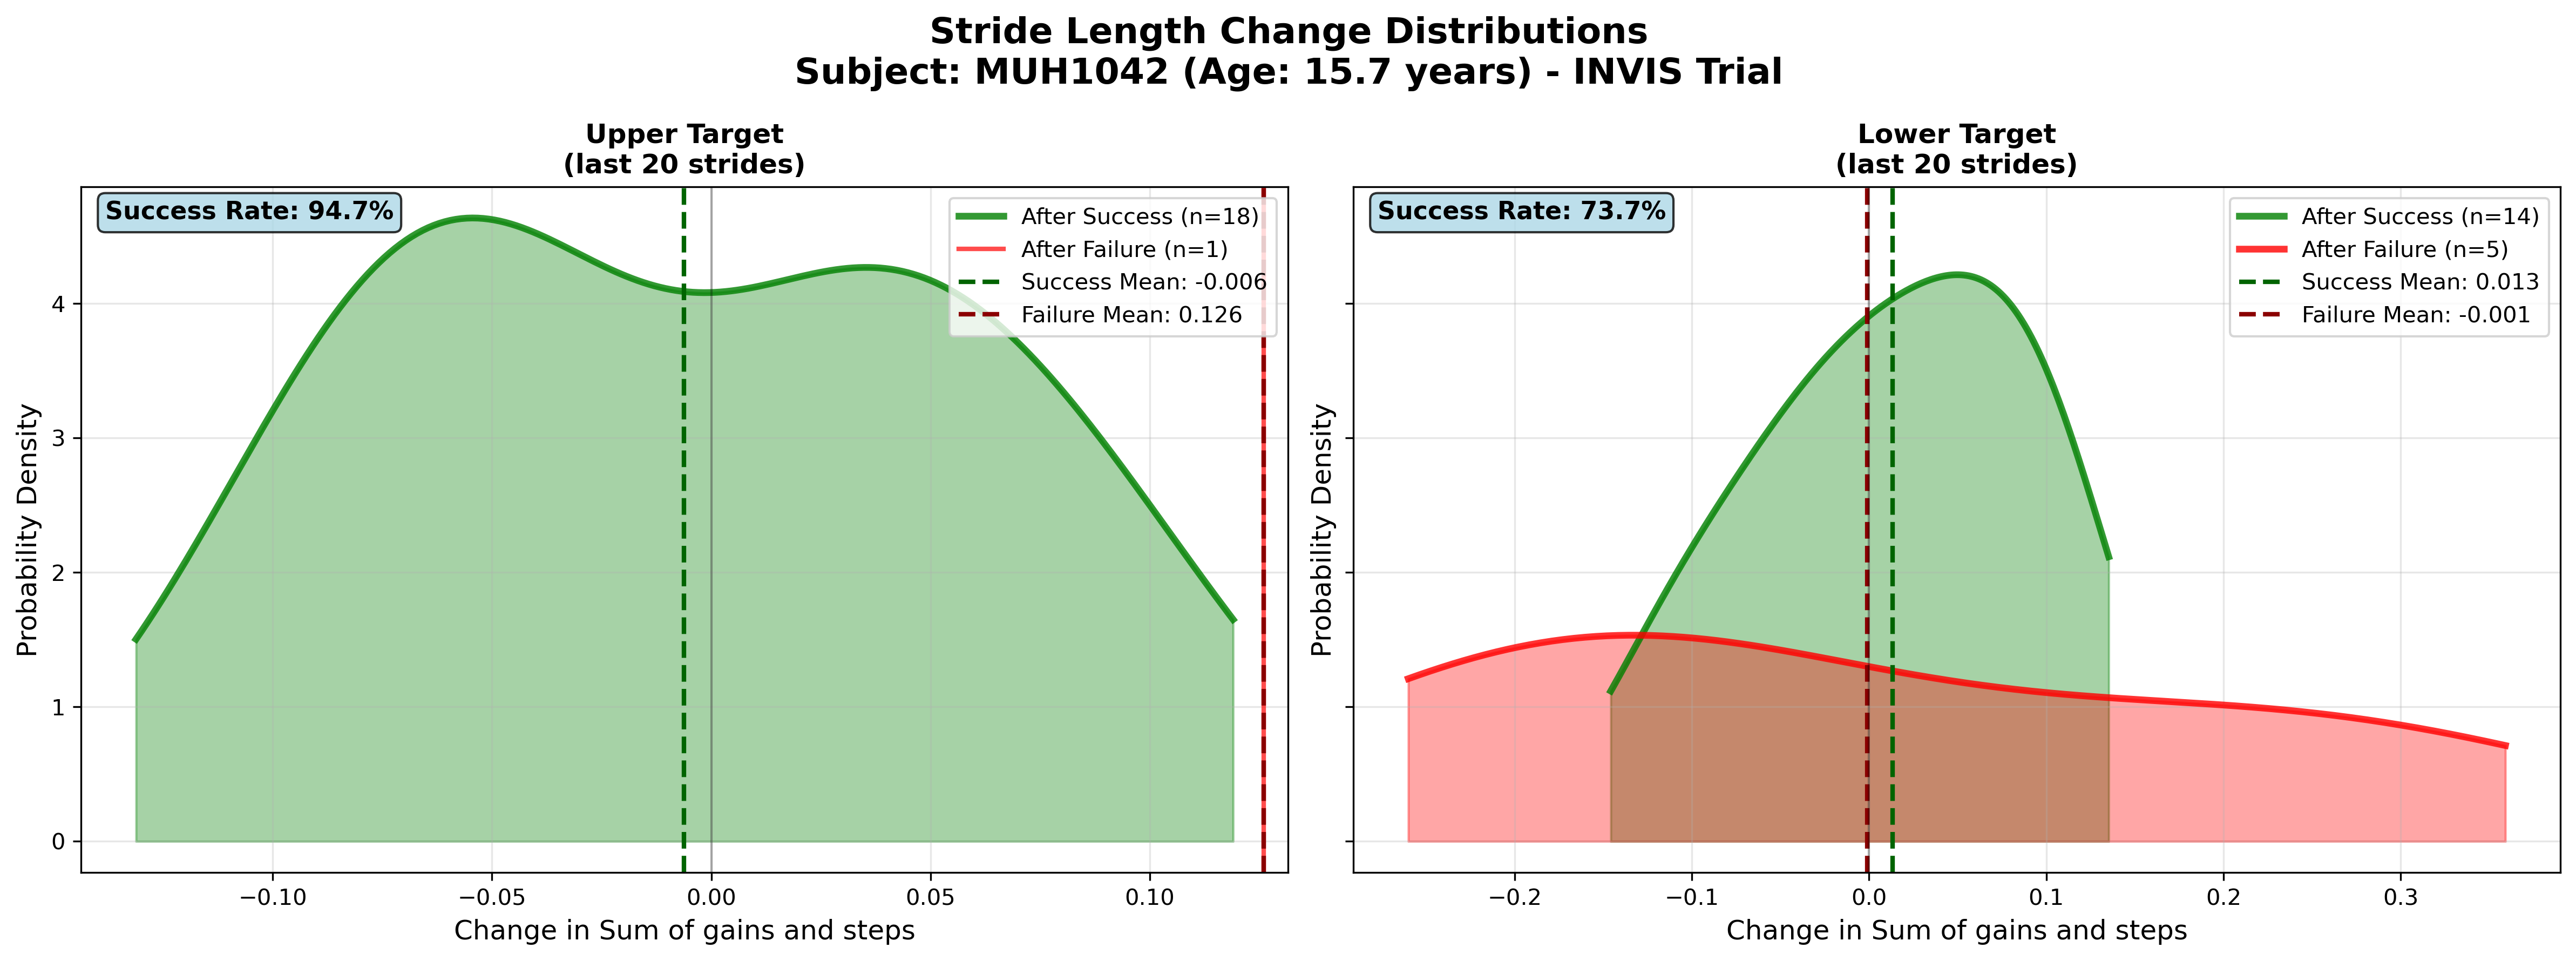 Stride Length Change Distributions
Subject: MUH1042 (Age: 15.7 years) - INVIS Trial
Upper Target
(last 20 strides)
Success Rate: 94.7%
After Success (n=18)
After Failure (n=1)
Success Mean: -0.006
Failure Mean: 0.126
Probability Density
4
3
2
1
0
−0.10
−0.05
0.00
0.05
0.10
Change in Sum of gains and steps
Lower Target
(last 20 strides)
Success Rate: 73.7%
After Success (n=14)
After Failure (n=5)
Success Mean: 0.013
Failure Mean: -0.001
Probability Density
−0.2
−0.1
0.0
0.1
0.2
0.3
Change in Sum of gains and steps